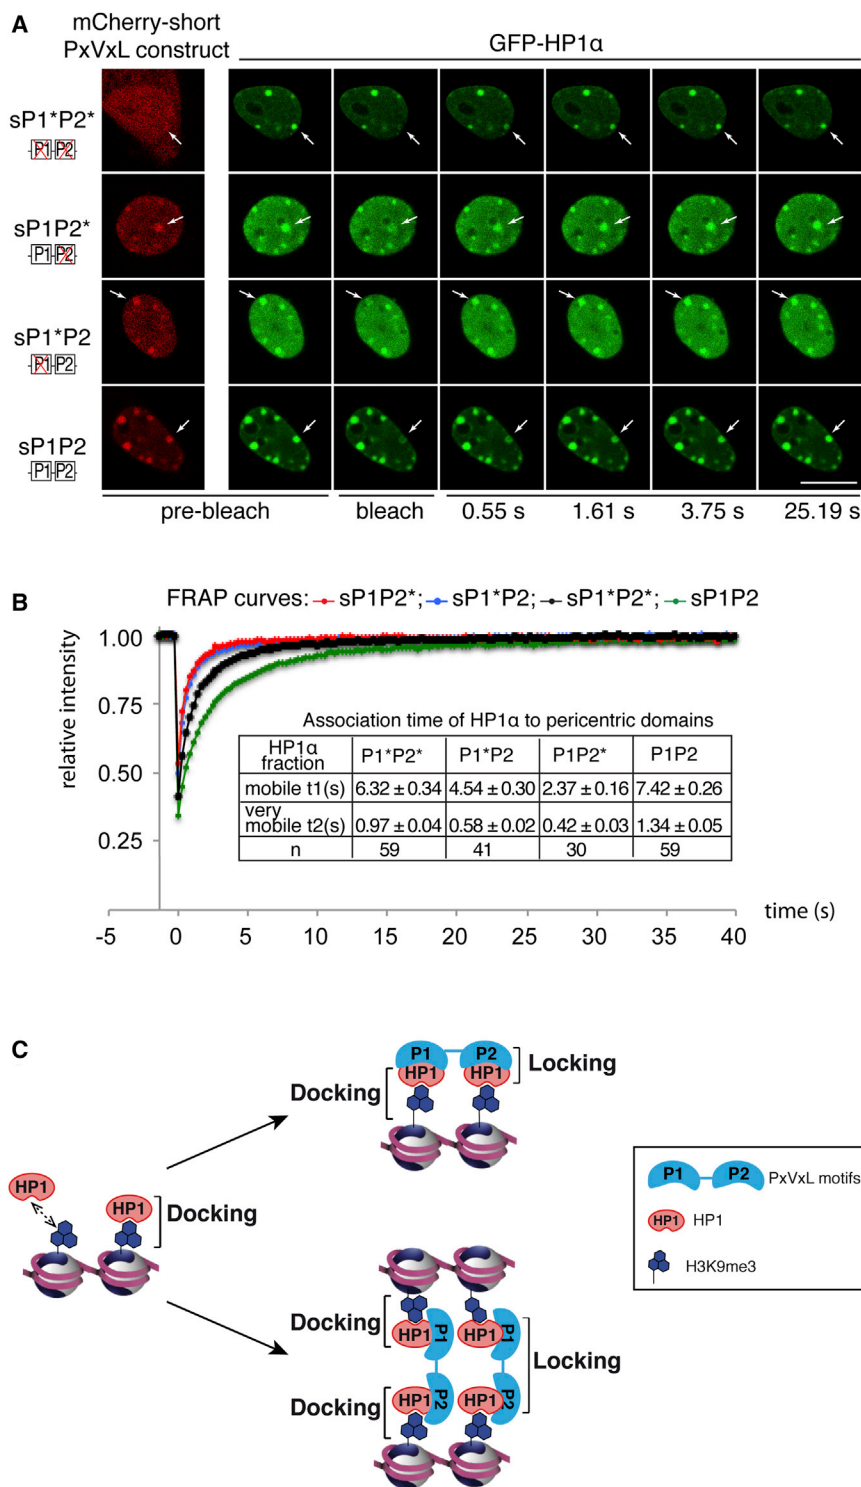 A
mCherry-short
PxVxL construct
GFP-HP1α
sP1*P2*
P1 P2
sP1P2*
P1 P2
sP1*P2
P1 P2
sP1P2
P1 P2
pre-bleach bleach 0.55 s 1.61 s 3.75 s 25.19 s
B
FRAP curves: sP1P2*; sP1*P2; sP1*P2*; sP1P2
relative intensity
1.00
0.75
0.50
0.25
Association time of HP1α to pericentric domains
HP1α fraction P1*P2* P1*P2 P1P2* P1P2
mobile t1(s) 6.32 ± 0.34 4.54 ± 0.30 2.37 ± 0.16 7.42 ± 0.26
very mobile t2(s) 0.97 ± 0.04 0.58 ± 0.02 0.42 ± 0.03 1.34 ± 0.05
n 59 41 30 59
time (s)
-5 0 5 10 15 20 25 30 35 40
C
P1 P2
HP1 HP1
Docking
Locking
HP1
HP1
Docking
Docking
HP1 P1 HP1 P1
Locking
Docking
HP1 P2 HP1 P2
P1 P2 PxVxL motifs
HP1 HP1
H3K9me3